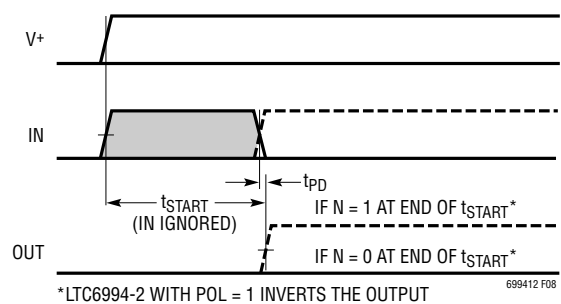 V+
IN
tPD
tSTART
(IN IGNORED)
IF N = 1 AT END OF tSTART*
OUT
IF N = 0 AT END OF tSTART*
*LTC6994-2 WITH POL = 1 INVERTS THE OUTPUT
699412 F08